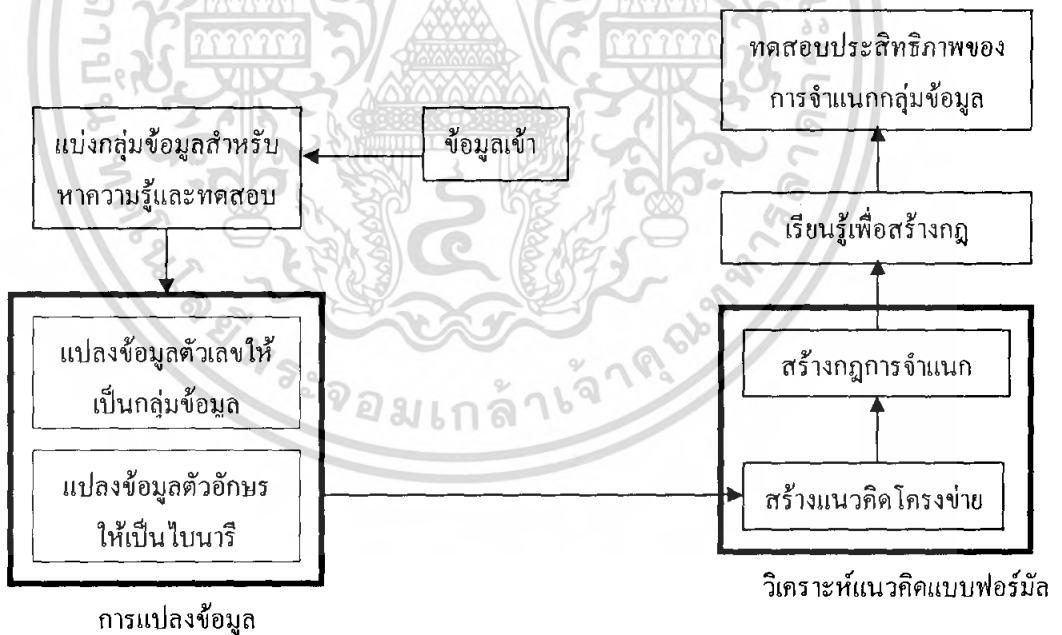 ทดสอบประสิทธิภาพของ
การจำแนกกลุ่มข้อมูล
แบ่งกลุ่มข้อมูลสำหรับ
หาความรู้และทดสอบ
ข้อมูลเข้า
เรียนรู้เพื่อสร้างกฎ
แปลงข้อมูลตัวเลขให้
เป็นกลุ่มข้อมูล
สร้างกฎการจำแนก
แปลงข้อมูลตัวอักษร
ให้เป็นไบนารี
สร้างแนวคิดโครงข่าย
วิเคราะห์แนวคิดแบบฟอร์มัล
การแปลงข้อมูล